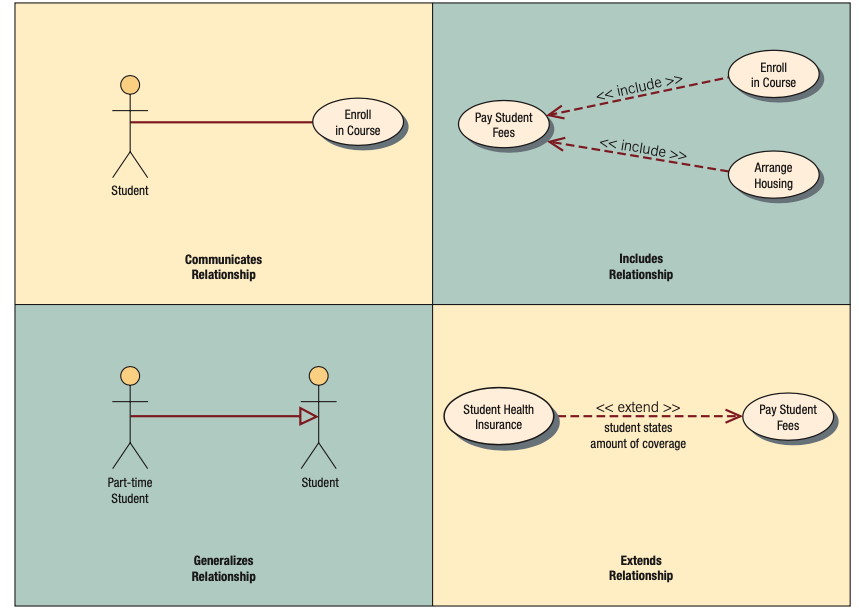 Enroll
in Course
Student
Communicates
Relationship
<< include >>
Enroll
in Course
Pay Student
Fees
<< include >>
Arrange
Housing
Includes
Relationship
Part-time
Student
Student
Generalizes
Relationship
Student Health
Insurance
<< extend >>
student states
amount of coverage
Pay Student
Fees
Extends
Relationship